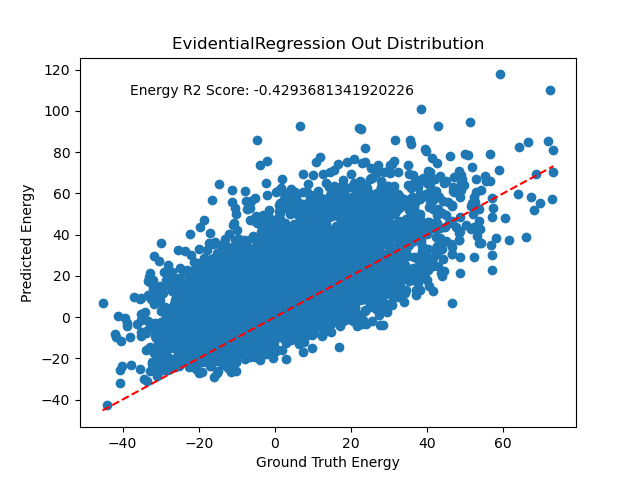 EvidentialRegression Out Distribution
Energy R2 Score: -0.4293681341920226
120
100
80
60
40
20
0
−20
−40
Predicted Energy
−40 −20 0 20 40 60
Ground Truth Energy